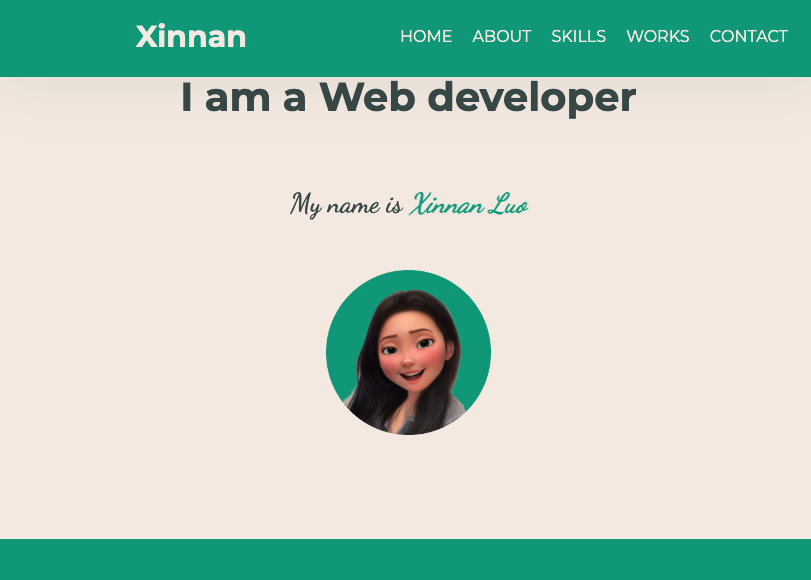 Xinnan
HOME ABOUT SKILLS WORKS CONTACT
I am a Web developer
My name is Xinnan Luo